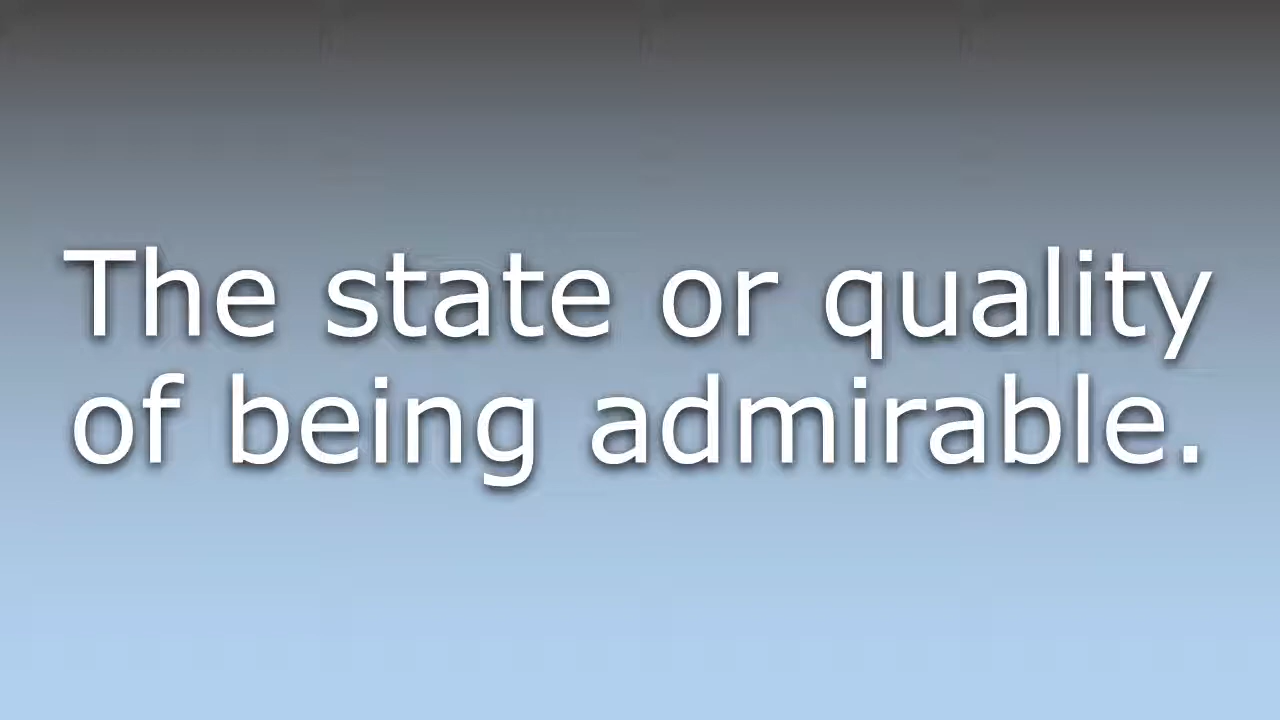 The state or quality
of being admirable.